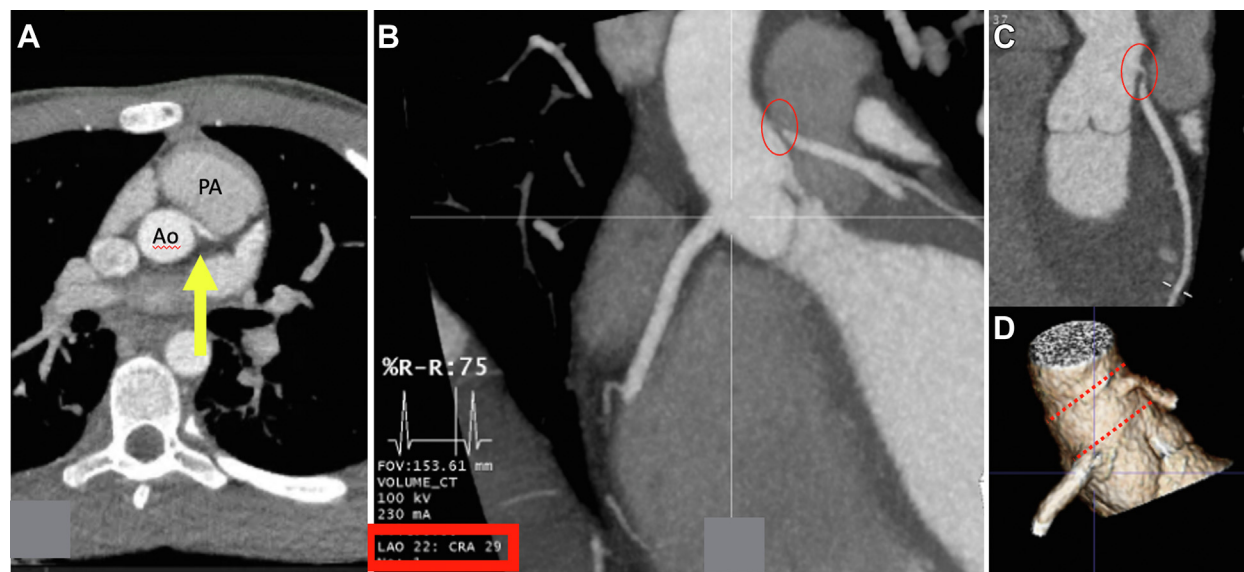 A
PA
Ao
B
%R-R:75
FOV:153.61 mm
VOLUME_CT
100 kV
230 mA
LAO 22: CRA 29
37
C
D